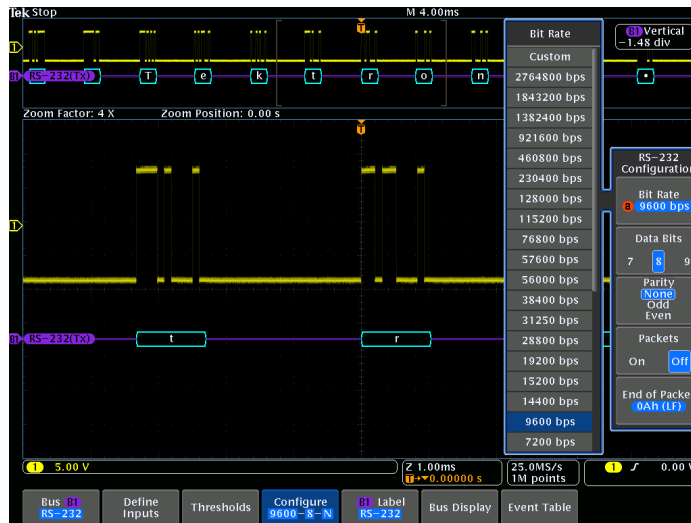 Tek Stop
M 4.00ms
T
1
B1 RS-232(Tx)
T e k t r o n •
B1 Vertical
-1.48 div
Zoom Factor: 4 X Zoom Position: 0.00 s
T
1
B1 RS-232(Tx)
t r
Bit Rate
Custom
2764800 bps
1843200 bps
1382400 bps
921600 bps
460800 bps
230400 bps
128000 bps
115200 bps
76800 bps
57600 bps
56000 bps
38400 bps
31250 bps
28800 bps
19200 bps
15200 bps
14400 bps
9600 bps
7200 bps
RS-232
Configuration
Bit Rate
a 9600 bps
Data Bits
7 8 9
Parity
None
Odd
Even
Packets
On Off
End of Packe
0Ah (LF)
1 5.00 V
Z 1.00ms
T→▼0.00000 s
25.0MS/s
1M points
1 0.00 V
Bus B1
RS-232
Define
Inputs
Thresholds
Configure
9600-8-N
B1 Label
RS-232
Bus Display
Event Table